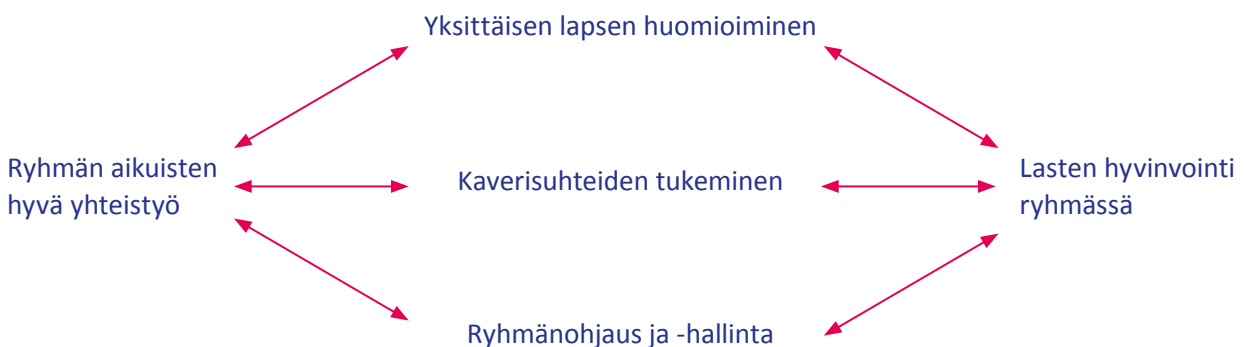 Yksittäisen lapsen huomioiminen
Ryhmän aikuisten
hyvä yhteistyö
Kaverisuhteiden tukeminen
Lasten hyvinvointi
ryhmässä
Ryhmänohjaus ja -hallinta